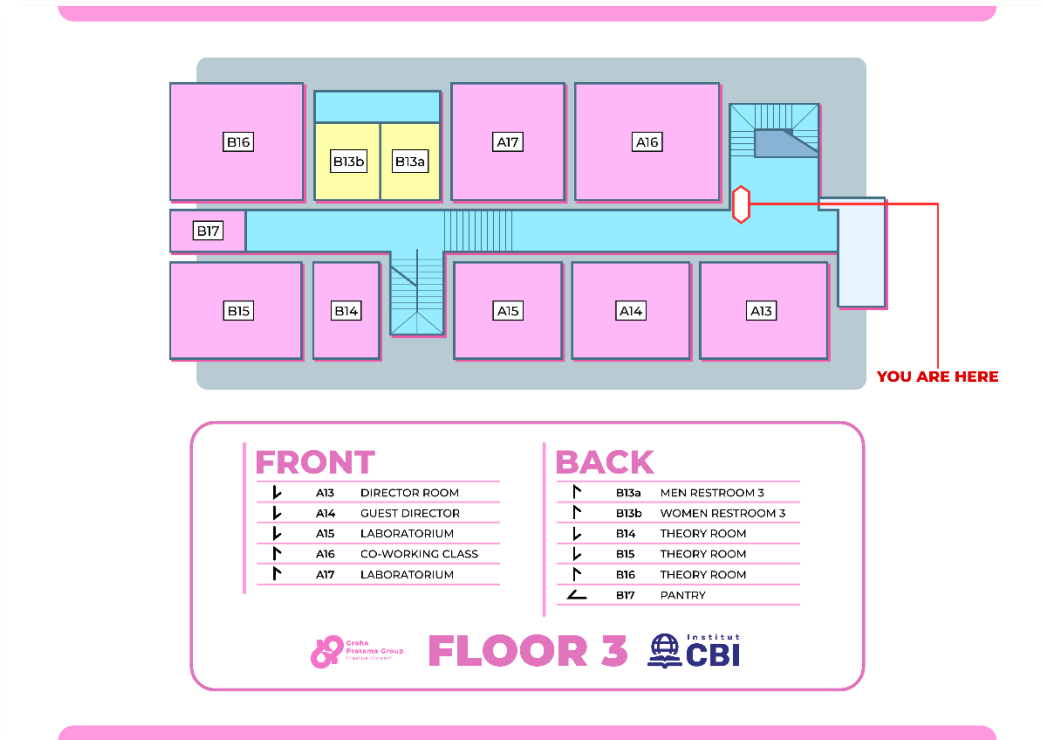 B16
B13b
B13a
A17
A16
B17
B15
B14
A15
A14
A13
YOU ARE HERE
FRONT
A13 DIRECTOR ROOM
A14 GUEST DIRECTOR
A15 LABORATORIUM
A16 CO-WORKING CLASS
A17 LABORATORIUM
BACK
B13a MEN RESTROOM 3
B13b WOMEN RESTROOM 3
B14 THEORY ROOM
B15 THEORY ROOM
B16 THEORY ROOM
B17 PANTRY
Graha
Pratama Group
FLOOR 3
Institut
CBI